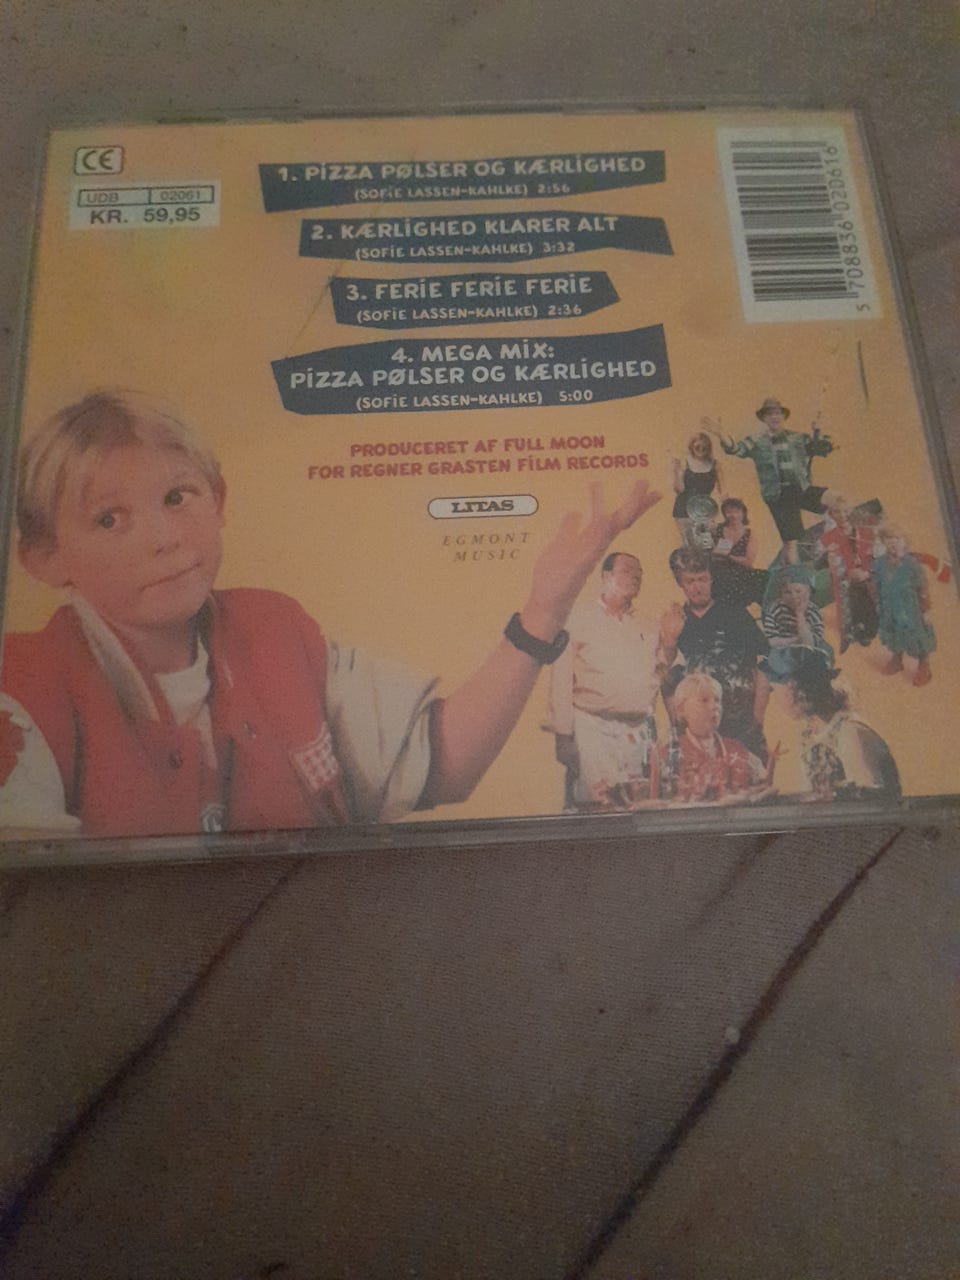 CE
UDB 02061
KR. 59,95
1. PiZZA PØLSER OG KÆRLiGHED
(SOFiE LASSEN-KAHLKE) 2:56
2. KÆRLiGHED KLARER ALT
(SOFiE LASSEN-KAHLKE) 3:32
3. FERiE FERiE FERiE
(SOFiE LASSEN-KAHLKE) 2:36
4. MEGA MiX:
PiZZA PØLSER OG KÆRLiGHED
(SOFiE LASSEN-KAHLKE) 5:00
PRODUCERET AF FULL MOON
FOR REGNER GRASTEN FiLM RECORDS
LITAS
EGMONT
MUSIC
5 708836 020616